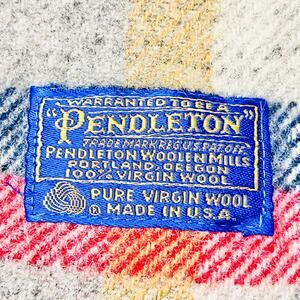 WARRANTED TO BE A
"PENDLETON"
TRADE MARK REG. U.S. PAT. OFF.
PENDLETON WOOLEN MILLS
PORTLAND, OREGON
100% VIRGIN WOOL
PURE VIRGIN WOOL
® MADE IN U.S.A.